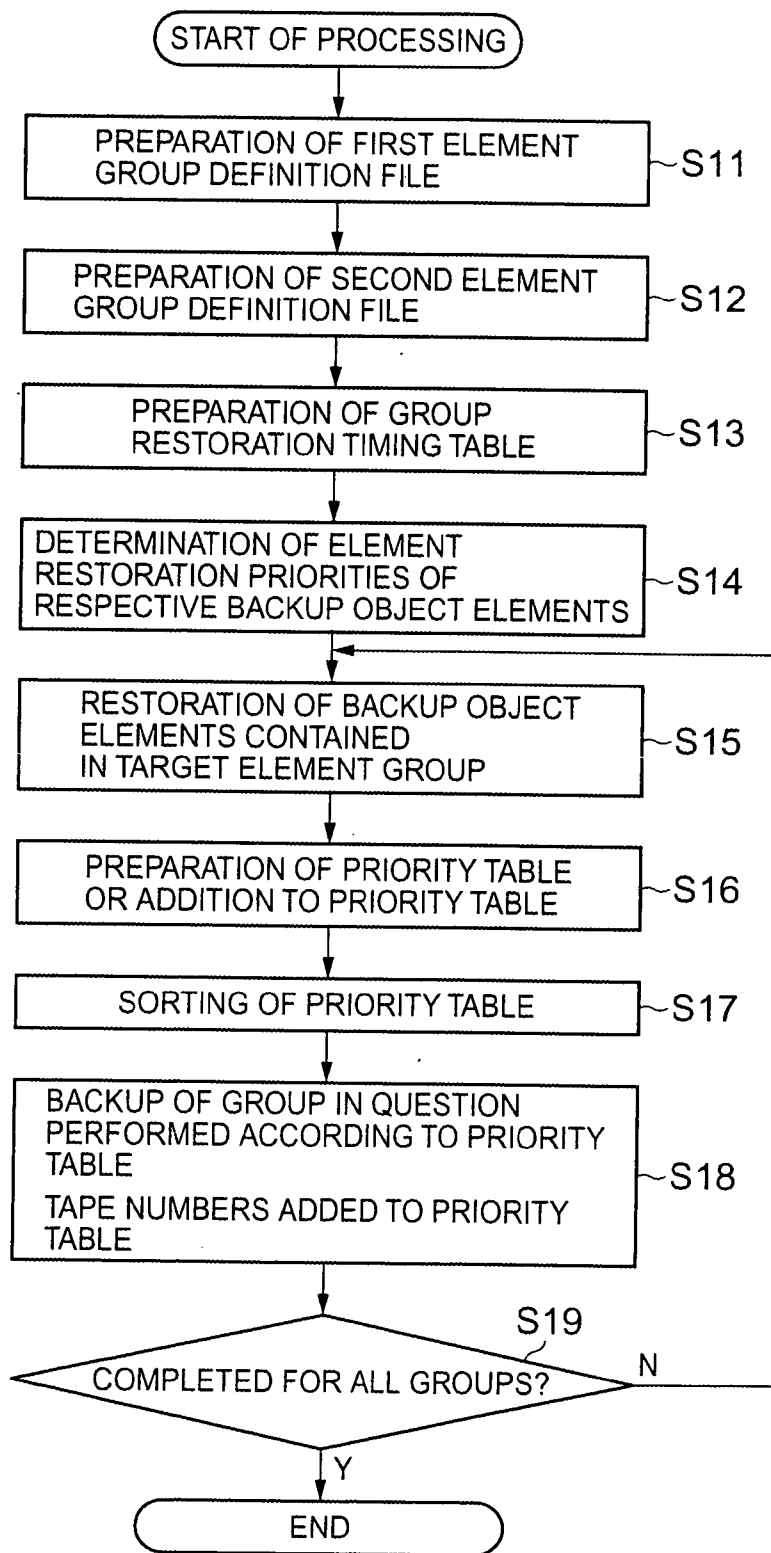 START OF PROCESSING
PREPARATION OF FIRST ELEMENT
GROUP DEFINITION FILE
S11
PREPARATION OF SECOND ELEMENT
GROUP DEFINITION FILE
S12
PREPARATION OF GROUP
RESTORATION TIMING TABLE
S13
DETERMINATION OF ELEMENT
RESTORATION PRIORITIES OF
RESPECTIVE BACKUP OBJECT ELEMENTS
S14
RESTORATION OF BACKUP OBJECT
ELEMENTS CONTAINED
IN TARGET ELEMENT GROUP
S15
PREPARATION OF PRIORITY TABLE
OR ADDITION TO PRIORITY TABLE
S16
SORTING OF PRIORITY TABLE
S17
BACKUP OF GROUP IN QUESTION
PERFORMED ACCORDING TO PRIORITY
TABLE
TAPE NUMBERS ADDED TO PRIORITY
TABLE
S18
S19
COMPLETED FOR ALL GROUPS?
N
Y
END